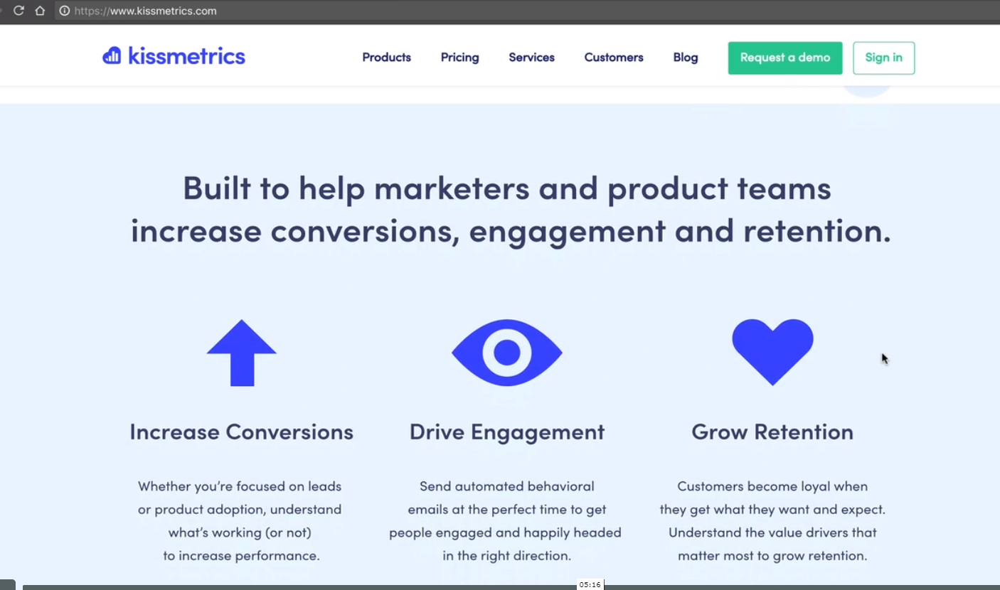 https://www.kissmetrics.com
kissmetrics
Products Pricing Services Customers Blog Request a demo Sign in
Built to help marketers and product teams
increase conversions, engagement and retention.
Increase Conversions
Whether you’re focused on leads
or product adoption, understand
what’s working (or not)
to increase performance.
Drive Engagement
Send automated behavioral
emails at the perfect time to get
people engaged and happily headed
in the right direction.
Grow Retention
Customers become loyal when
they get what they want and expect.
Understand the value drivers that
matter most to grow retention.
05:16